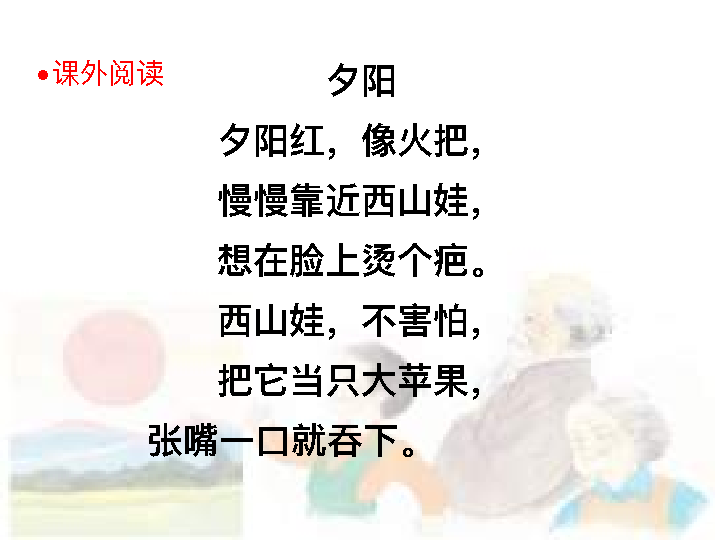 •课外阅读
夕阳
夕阳红，像火把，
慢慢靠近西山娃，
想在脸上烫个疤。
西山娃，不害怕，
把它当只大苹果，
张嘴一口就吞下。